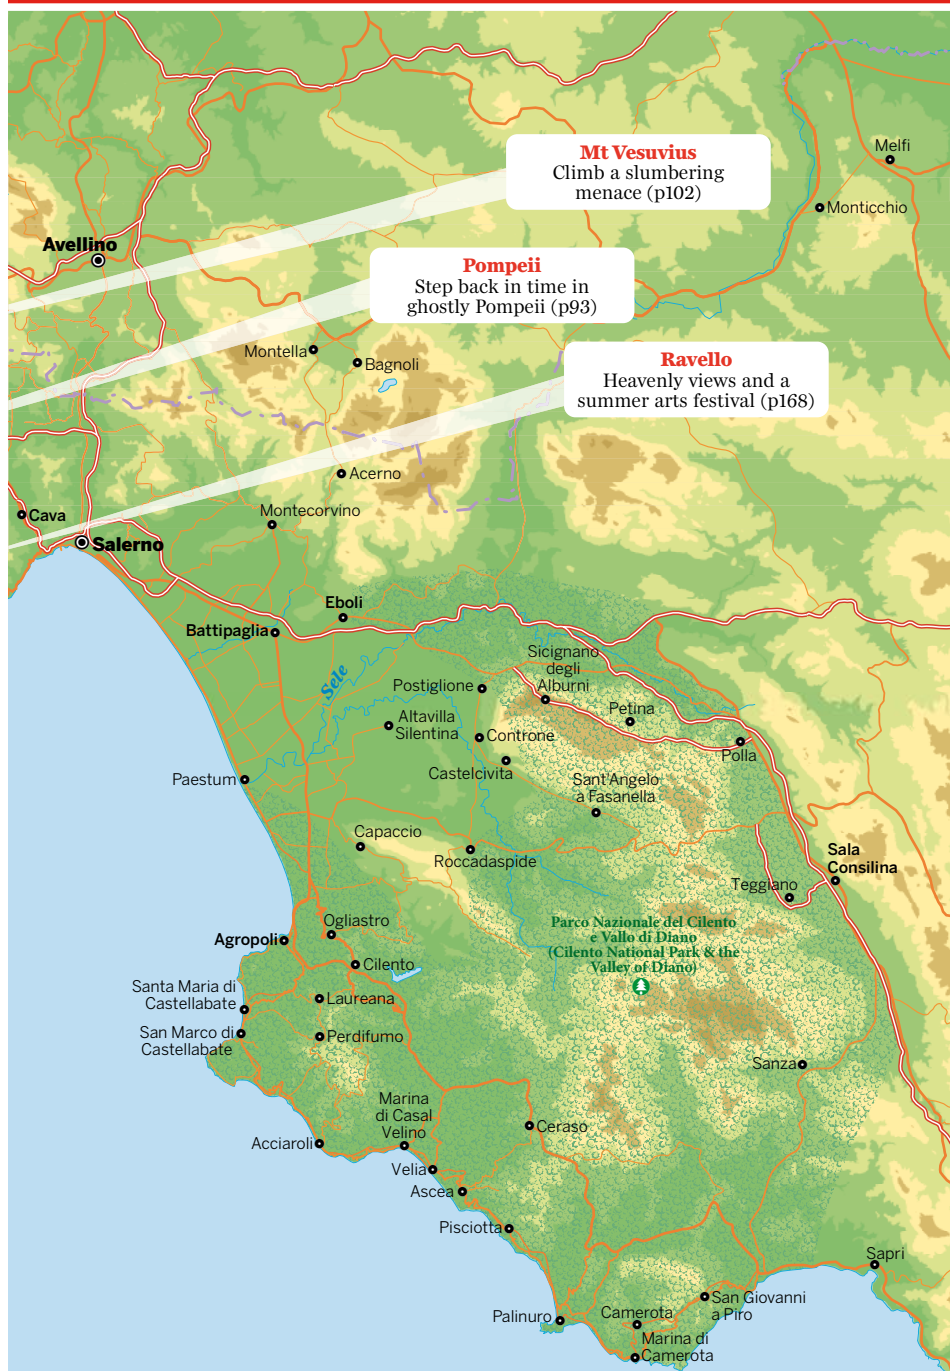 Mt Vesuvius
Climb a slumbering
menace (p102)
Melfi
Monticchio
Avellino
Pompeii
Step back in time in
ghostly Pompeii (p93)
Montella
Bagnoli
Ravello
Heavenly views and a
summer arts festival (p168)
Acerno
Cava
Montecorvino
Salerno
Eboli
Battipaglia
Sele
Sicignano
degli
Alburni
Postiglione
Petina
Altavilla
Silentina
Controne
Polla
Castelcivita
Paestum
Sant'Angelo
a Fasanella
Capaccio
Roccadaspide
Sala
Consilina
Teggiano
Ogliastro
Parco Nazionale del Cilento
e Vallo di Diano
(Cilento National Park & the
Valley of Diano)
Agropoli
Cilento
Santa Maria di
Castellabate
Laureana
San Marco di
Castellabate
Perdifumo
Sanza
Marina
di Casal
Velino
Ceraso
Acciaroli
Velia
Ascea
Pisciotta
Sapri
San Giovanni
a Piro
Palinuro
Camerota
Marina di
Camerota